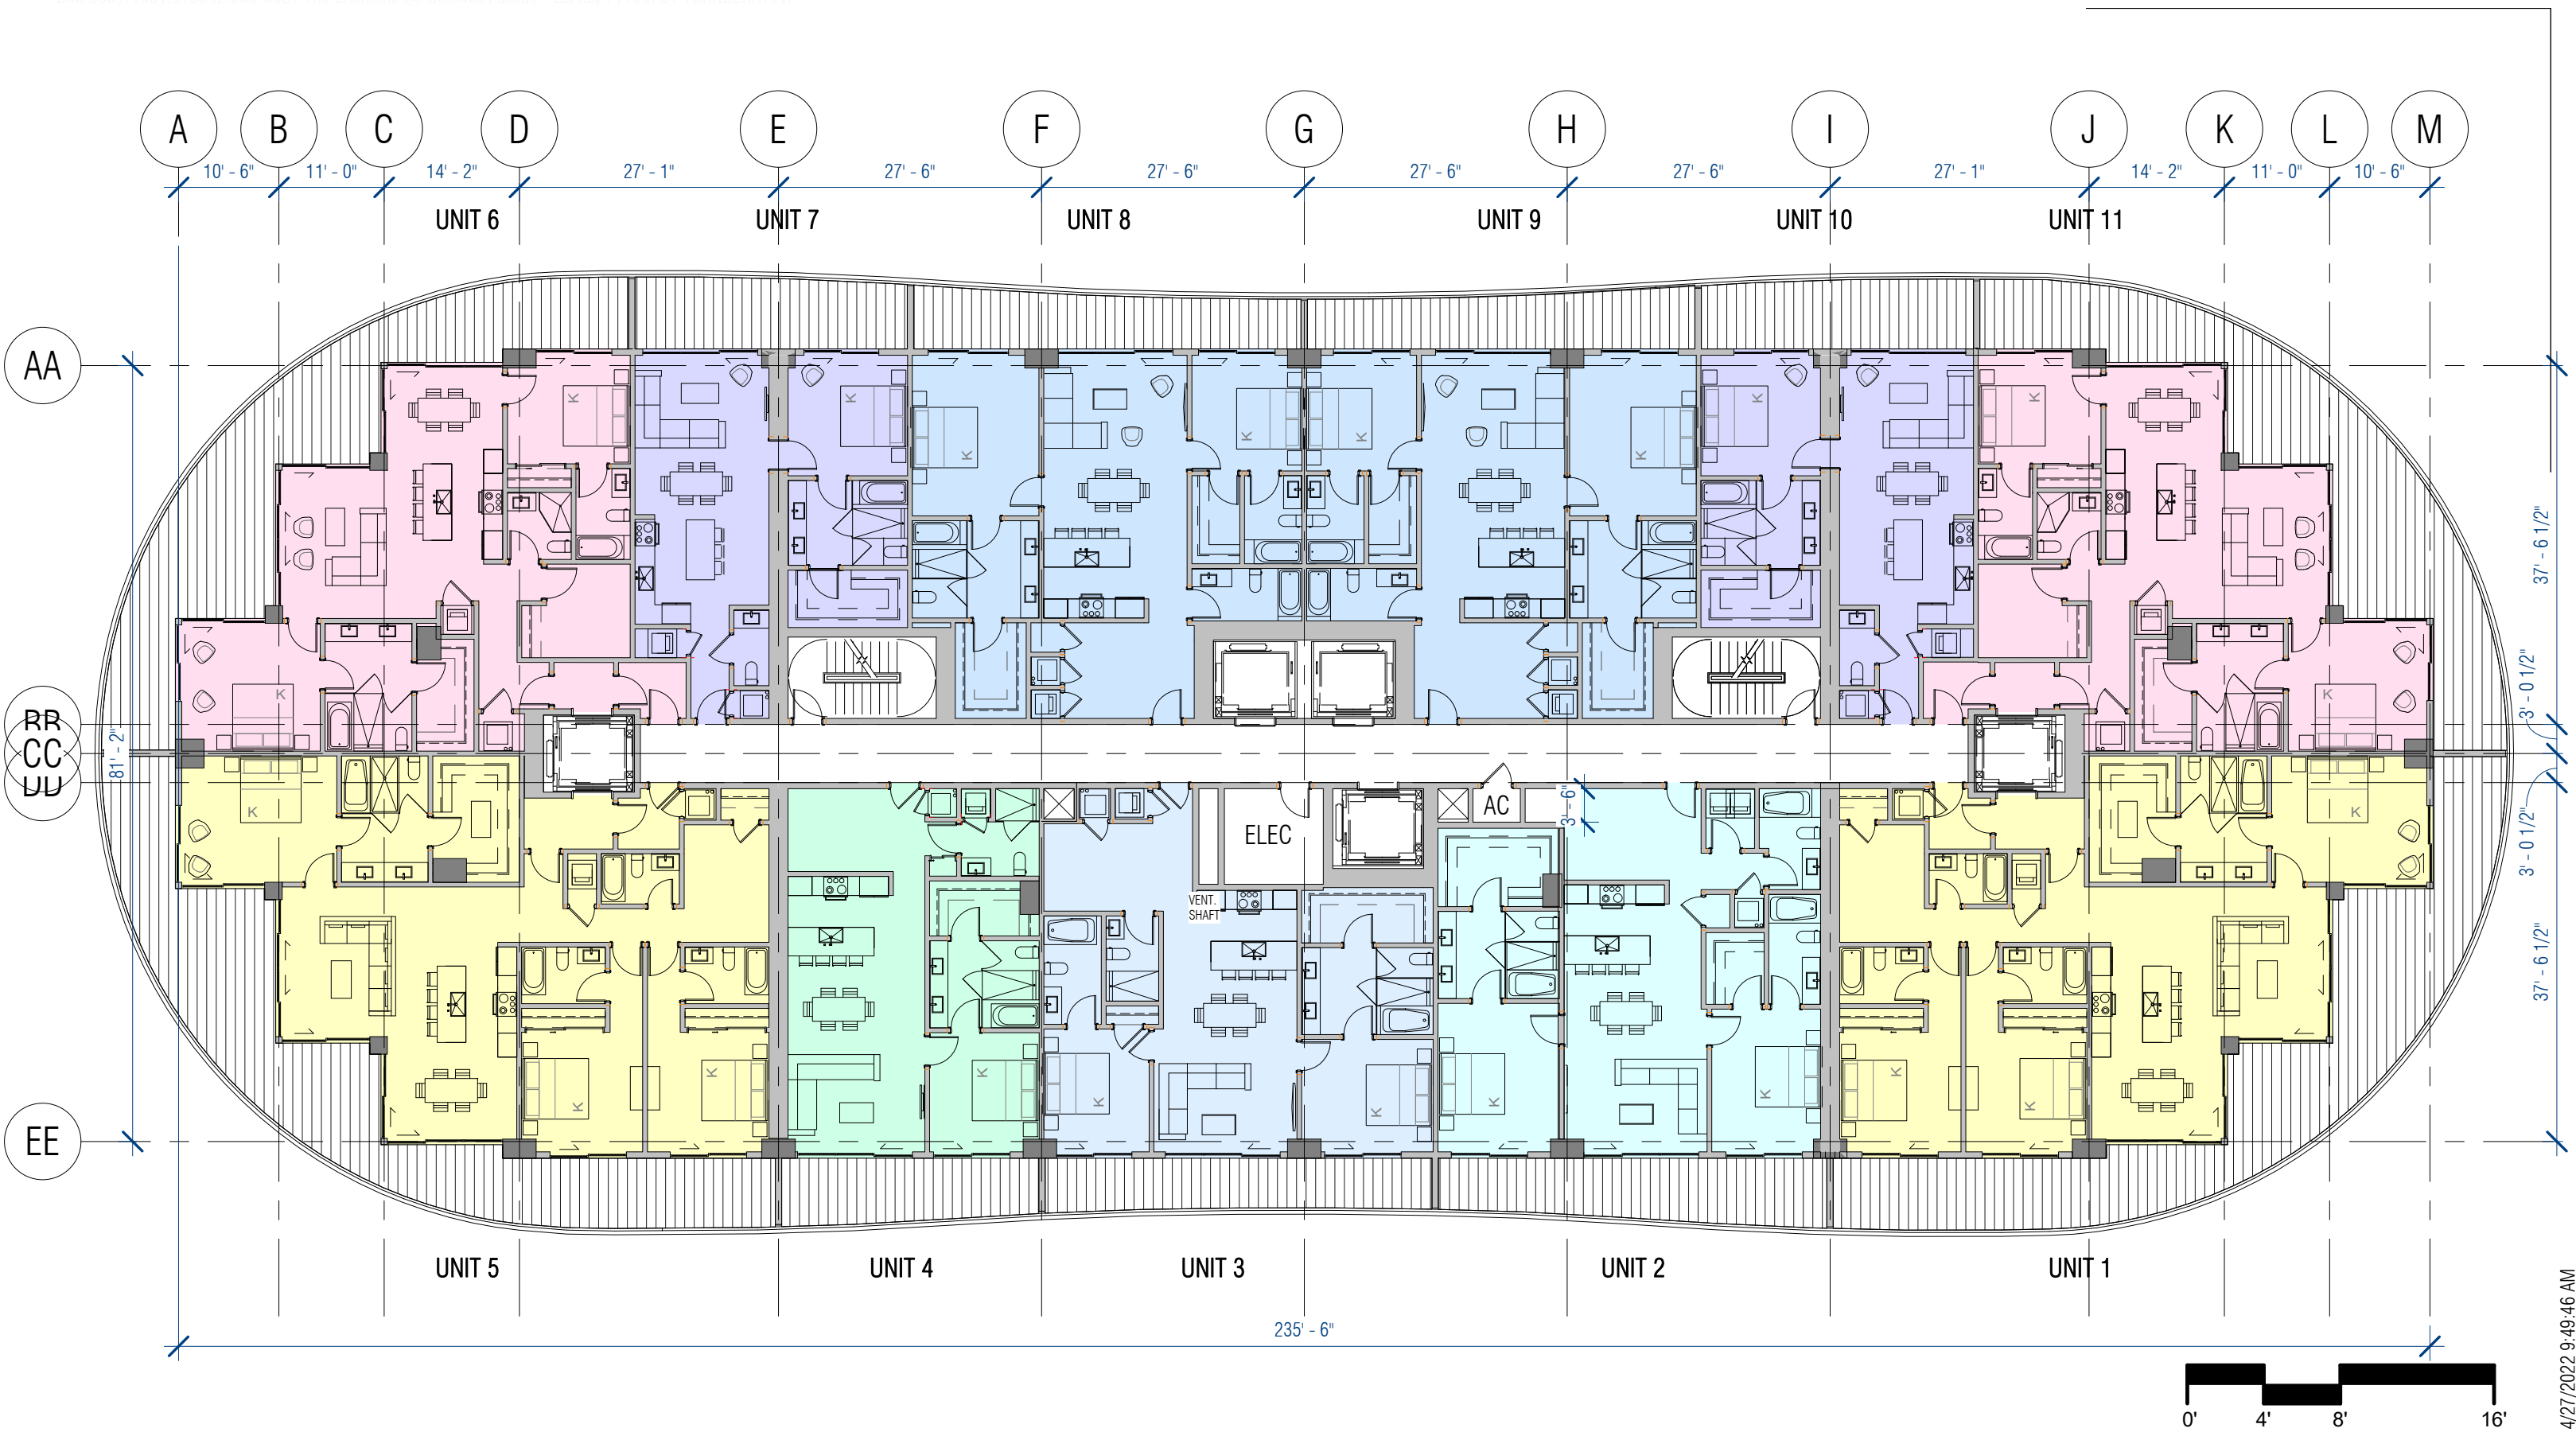 A B C D E F G H I J K L M
10' - 6" 11' - 0" 14' - 2" 27' - 1" 27' - 6" 27' - 6" 27' - 6" 27' - 6" 27' - 1" 14' - 2" 11' - 0" 10' - 6"
UNIT 6 UNIT 7 UNIT 8 UNIT 9 UNIT 10 UNIT 11
AA
K K K K K K K K
37' - 6 1/2"
K K
BB
3' - 0 1/2"
CC
81' - 2"
DD
K K
AC
3' - 6"
ELEC
3' - 0 1/2"
VENT.
SHAFT
37' - 6 1/2"
K K K K K K K K K
EE
UNIT 5 UNIT 4 UNIT 3 UNIT 2 UNIT 1
235' - 6"
0' 4' 8' 16'
4/27/2022 9:49:46 AM